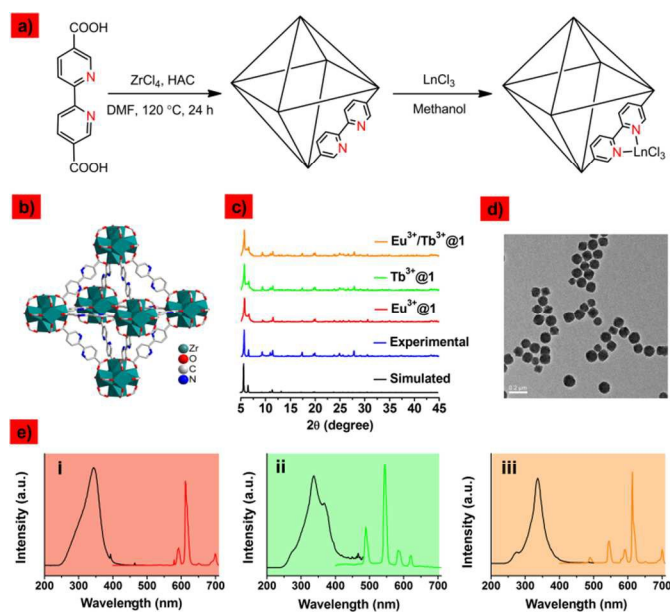 a)
COOH
N
N
COOH
ZrCl₄, HAC
DMF, 120 °C, 24 h
N
N
LnCl₃
Methanol
N
N
LnCl₃
b)
Zr
O
C
N
c)
Eu³⁺/Tb³⁺@1
Tb³⁺@1
Eu³⁺@1
Experimental
Simulated
5 10 15 20 25 30 35 40 45
2θ (degree)
d)
0.2 μm
e)
i
Intensity (a.u.)
200 300 400 500 600 700
Wavelength (nm)
ii
Intensity (a.u.)
200 300 400 500 600 700
Wavelength (nm)
iii
Intensity (a.u.)
200 300 400 500 600 700
Wavelength (nm)